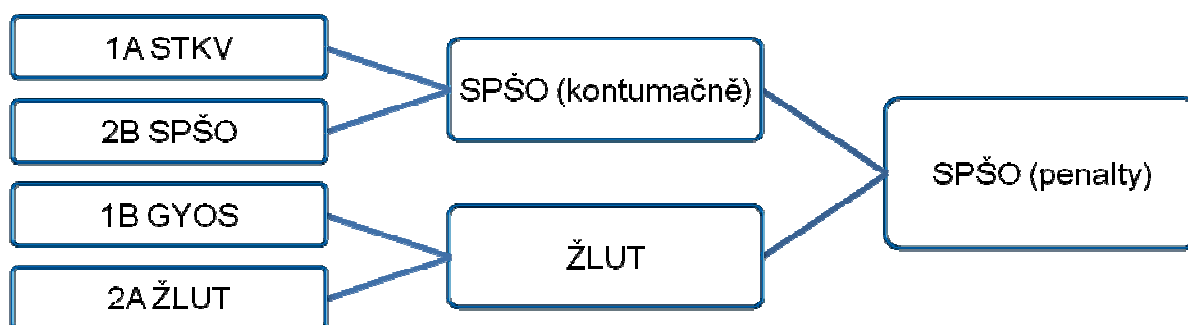 1A STKV
2B SPŠO
1B GYOS
2A ŽLUT
SPŠO (kontumačně)
ŽLUT
SPŠO (penalty)